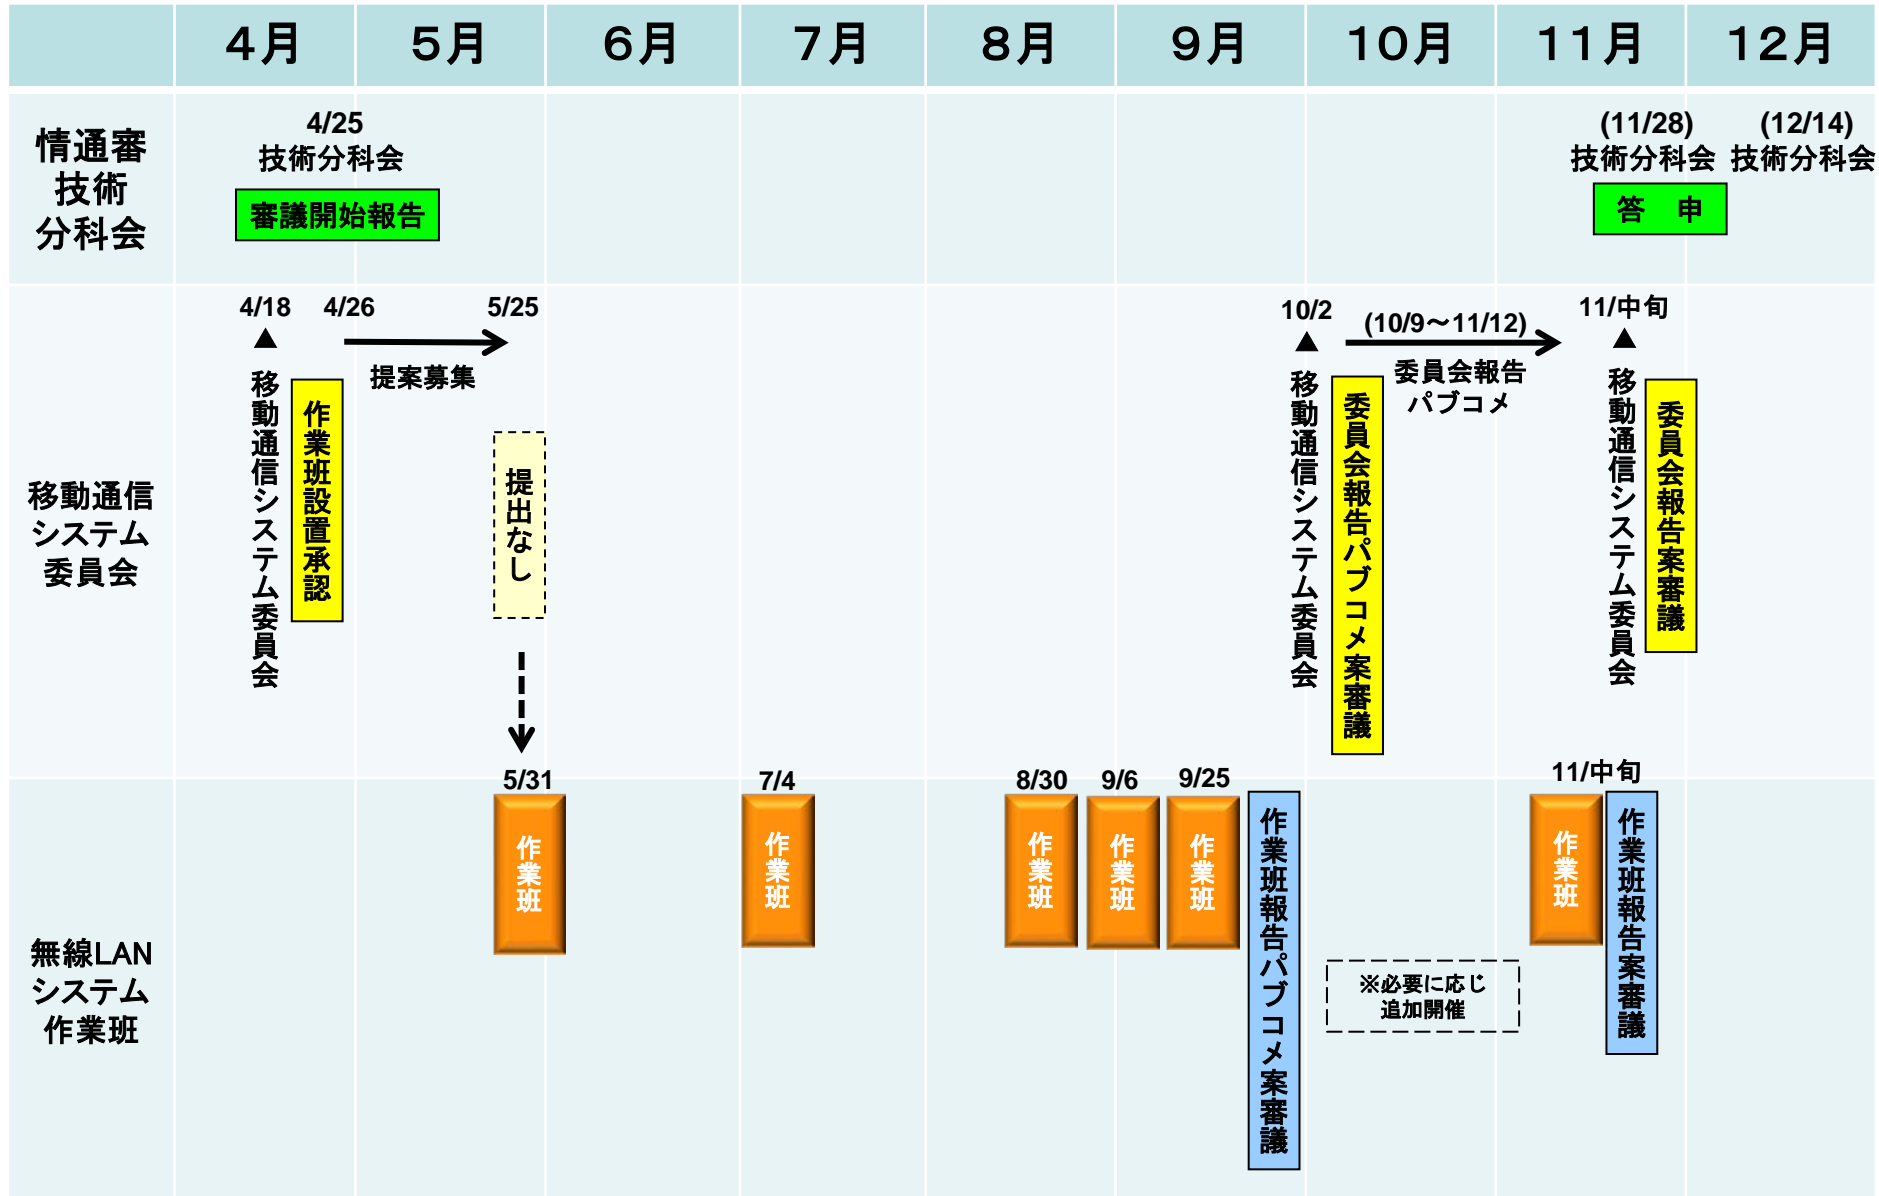 4月
5月
6月
7月
8月
9月
10月
11月
12月
情通審
技術
分科会
4/25
技術分科会
審議開始報告
(11/28)
技術分科会
答　申
(12/14)
技術分科会
移動通信
システム
委員会
4/18
▲
移動通信システム委員会
作業班設置承認
4/26
5/25
提案募集
提出なし
10/2
▲
移動通信システム委員会
委員会報告パブコメ案審議
(10/9～11/12)
委員会報告
パブコメ
11/中旬
▲
移動通信システム委員会
委員会報告案審議
無線LAN
システム
作業班
5/31
作業班
7/4
作業班
8/30
作業班
9/6
作業班
9/25
作業班
作業班報告パブコメ案審議
※必要に応じ
追加開催
11/中旬
作業班
作業班報告案審議